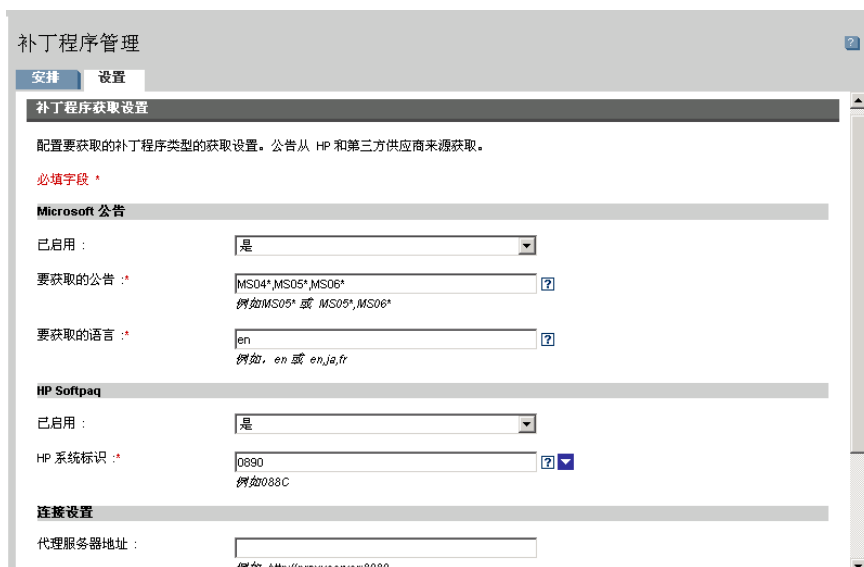 补丁程序管理
安排 设置
补丁程序获取设置
配置要获取的补丁程序类型的获取设置。公告从 HP 和第三方供应商来源获取。
必填字段 *
Microsoft 公告
已启用 : 是
要获取的公告 :* MS04*,MS05*,MS06*
例如MS05* 或 MS05*,MS06*
要获取的语言 :* en
例如，en 或 en,ja,fr
HP Softpaq
已启用 : 是
HP 系统标识 :* 0890
例如088C
连接设置
代理服务器地址 :